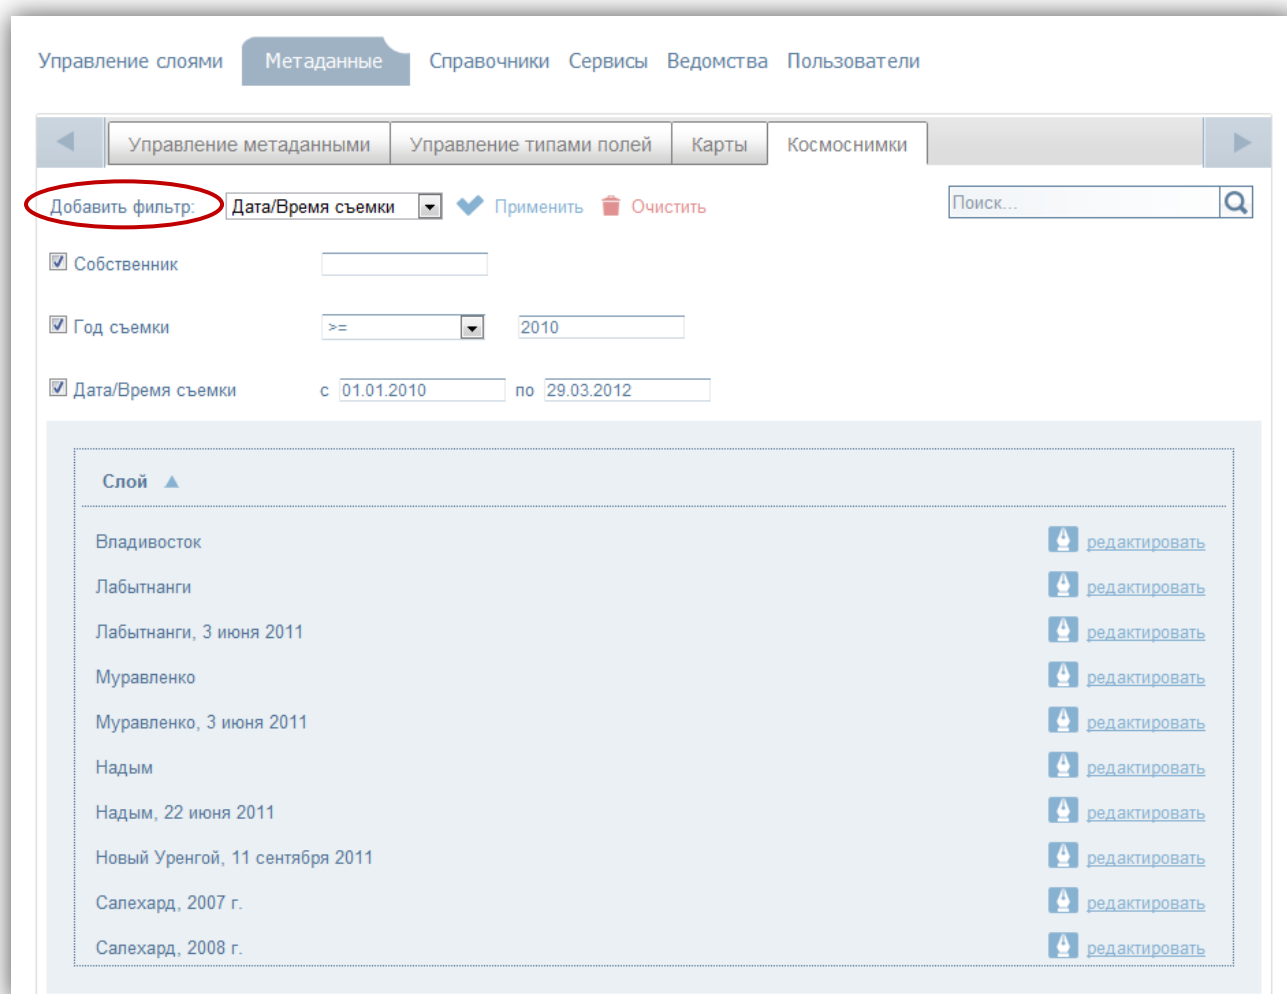 Управление слоями Метаданные Справочники Сервисы Ведомства Пользователи
Управление метаданными Управление типами полей Карты Космоснимки
Добавить фильтр: Дата/Время съемки Применить Очистить Поиск...
Собственник
Год съемки >= 2010
Дата/Время съемки с 01.01.2010 по 29.03.2012
Слой
Владивосток редактировать
Лабытнанги редактировать
Лабытнанги, 3 июня 2011 редактировать
Муравленко редактировать
Муравленко, 3 июня 2011 редактировать
Надым редактировать
Надым, 22 июня 2011 редактировать
Новый Уренгой, 11 сентября 2011 редактировать
Салехард, 2007 г. редактировать
Салехард, 2008 г. редактировать